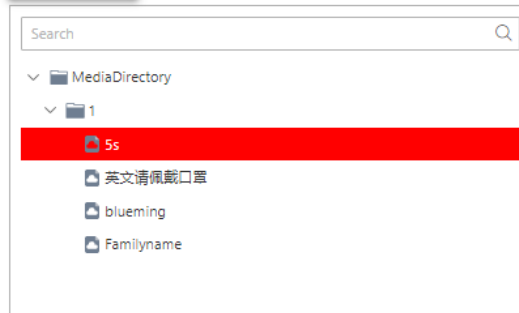 Search
MediaDirectory
1
5s
英文请佩戴口罩
blueming
Familyname